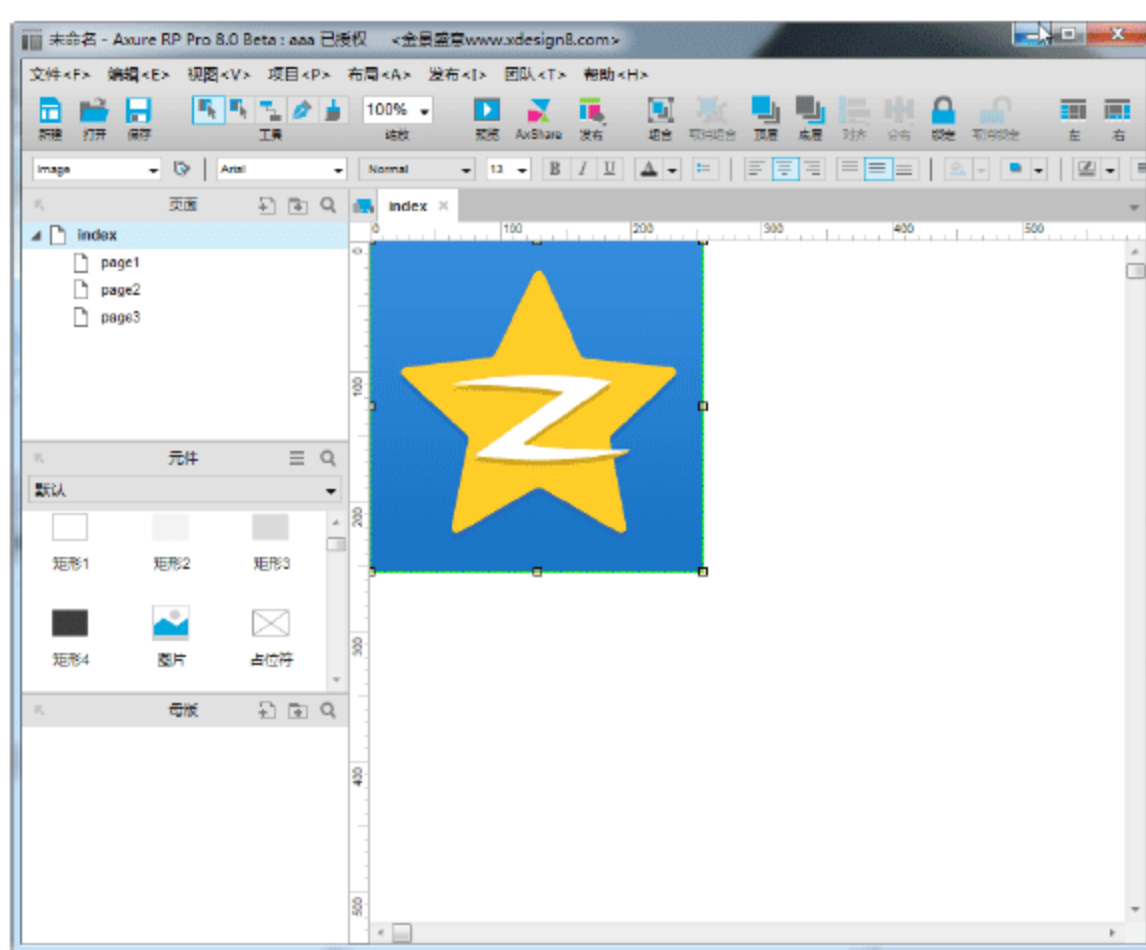 未命名 - Axure RP Pro 8.0 Beta : aaa 已授权 <金景盛意www.xdesign8.com>
文件<F> 编辑<E> 视图<V> 项目<P> 布局<A> 发布<I> 团队<T> 帮助<H>
100%
新建 打开 保存 工具 缩放 预览 AxShare 发布 组合 取消组合 顶层 底层 对齐 分布 锁定 取消锁定 左 右
Image Arial Normal 13 B I U A
页面 index
0 100 200 300 400 500
index
page1
page2
page3
0
100
200
300
400
500
Z
元件
默认
矩形1 矩形2 矩形3
矩形4 图片 占位符
母版